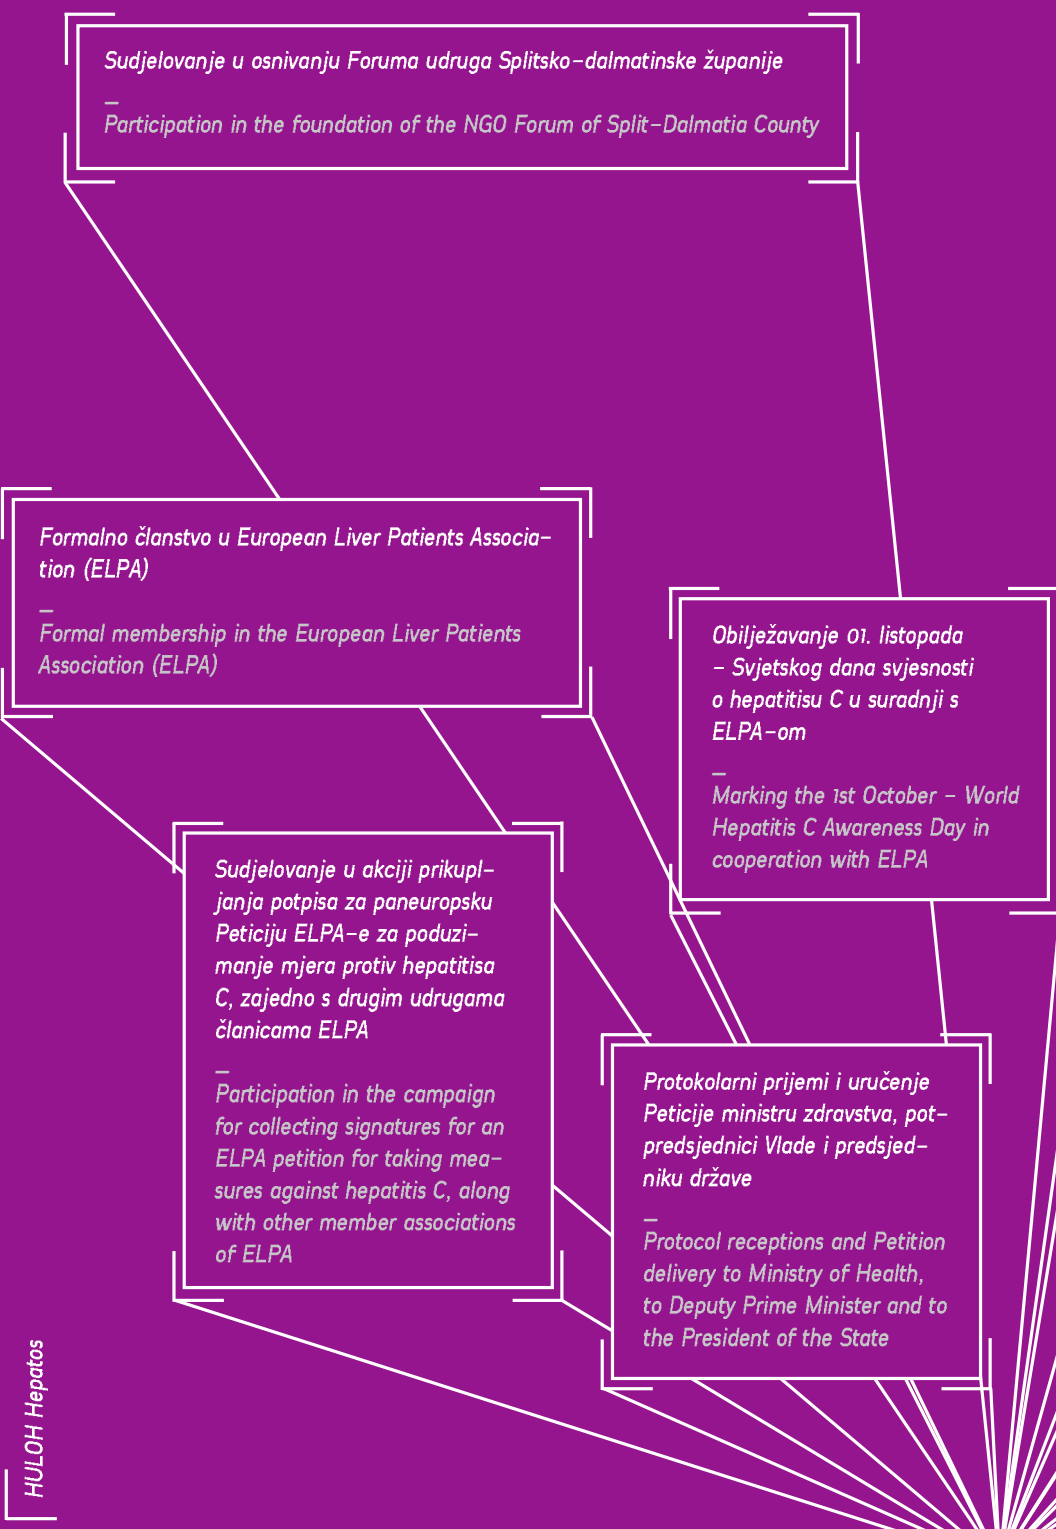 Sudjelovanje u osnivanju Foruma udruga Splitsko-dalmatinske županije
–
Participation in the foundation of the NGO Forum of Split-Dalmatia County
Formalno članstvo u European Liver Patients Associa-
tion (ELPA)
–
Formal membership in the European Liver Patients
Association (ELPA)
Obilježavanje 01. listopada
– Svjetskog dana svjesnosti
o hepatitisu C u suradnji s
ELPA-om
–
Marking the 1st October – World
Hepatitis C Awareness Day in
cooperation with ELPA
Sudjelovanje u akciji prikupl-
janja potpisa za paneuropsku
Peticiju ELPA-e za poduzi-
manje mjera protiv hepatitisa
C, zajedno s drugim udrugama
članicama ELPA
–
Participation in the campaign
for collecting signatures for an
ELPA petition for taking mea-
sures against hepatitis C, along
with other member associations
of ELPA
Protokolarni prijemi i uručenje
Peticije ministru zdravstva, pot-
predsjednici Vlade i predsjed-
niku države
–
Protocol receptions and Petition
delivery to Ministry of Health,
to Deputy Prime Minister and to
the President of the State
HULOH Hepatos